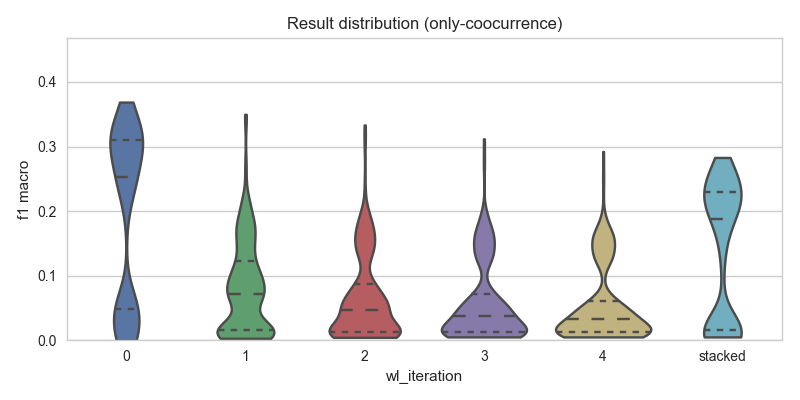 Result distribution (only-coocurrence)
f1 macro
0.4
0.3
0.2
0.1
0.0
0 1 2 3 4 stacked
wl_iteration